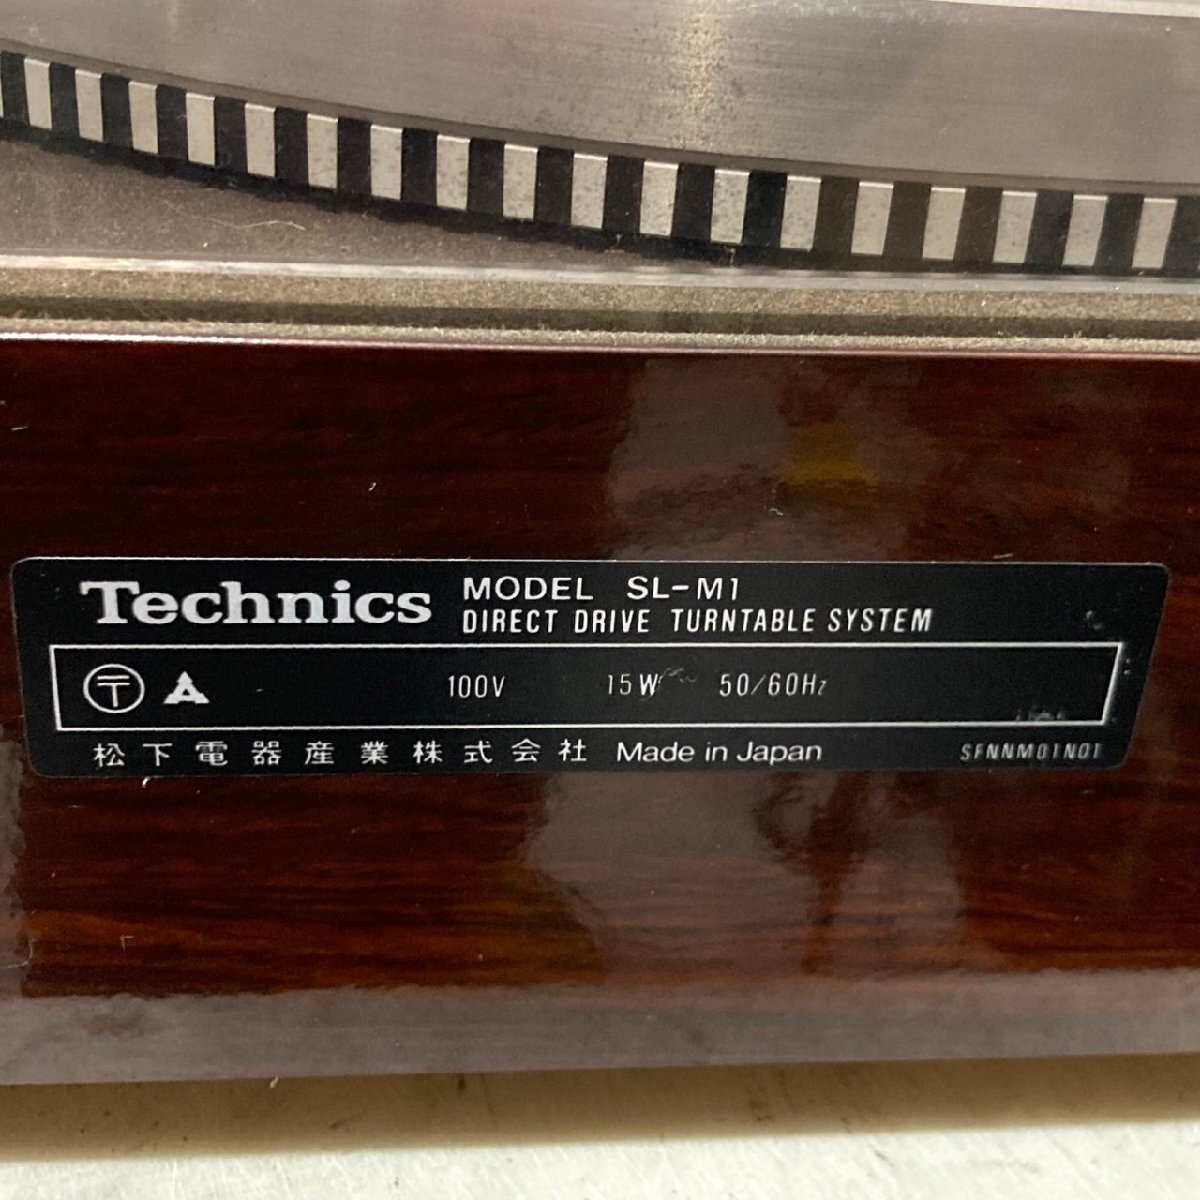 Technics MODEL SL-M1
DIRECT DRIVE TURNTABLE SYSTEM
〒 100V 15W 50/60Hz
松下電器産業株式会社 Made in Japan SFNNM01N01